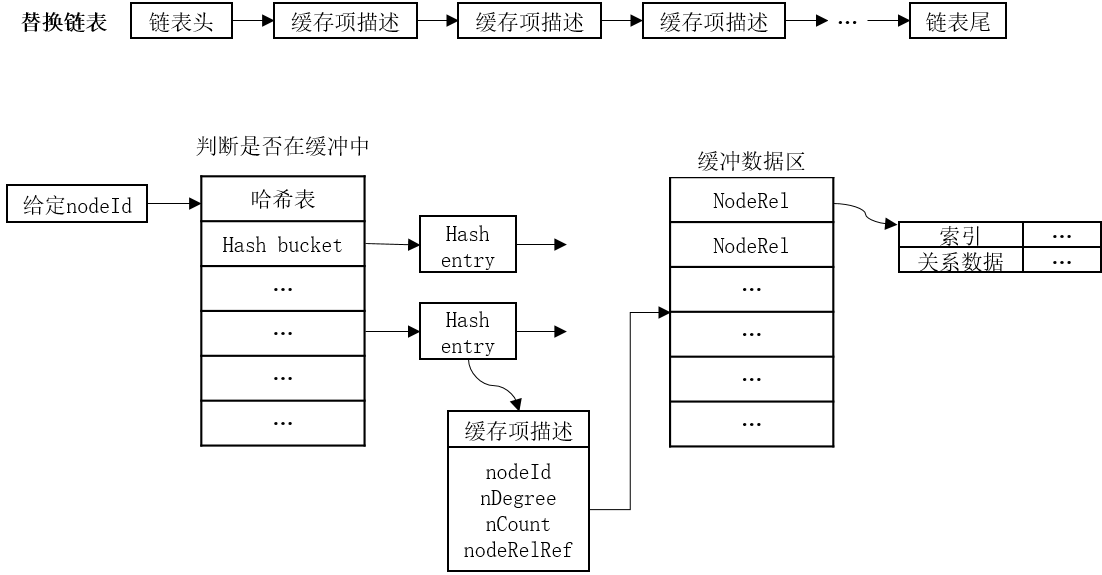 替换链表 链表头 缓存项描述 缓存项描述 缓存项描述 … 链表尾
判断是否在缓冲中
缓冲数据区
给定nodeId
哈希表
Hash bucket
…
…
…
…
Hash
entry
Hash
entry
缓存项描述
nodeId
nDegree
nCount
nodeRelRef
NodeRel
NodeRel
…
…
…
…
索引 …
关系数据 …